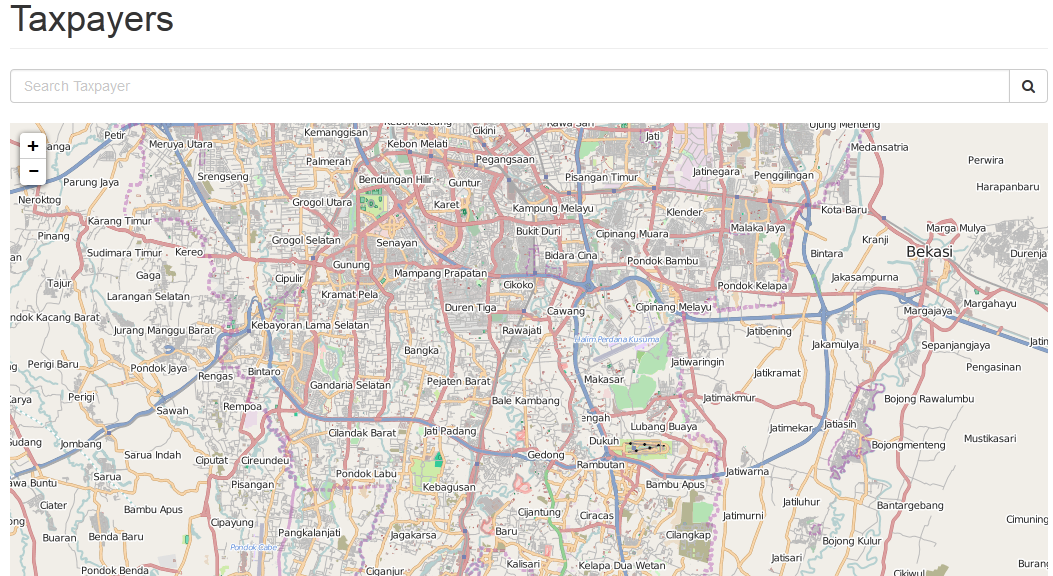 Taxpayers
Search Taxpayer
+
−
Petir
Meruya Utara
Kemanggisan
Cikini
Jati
Ujung Menteng
Kebon Melati
Medansatria
Palmerah
Pegangsaan
Perwira
Parung Jaya
Srengseng
Bendungan Hilir
Guntur
Pisangan Timur
Jatinegara
Penggilingan
Harapanbaru
Neroktog
Grogol Utara
Karet
Kampung Melayu
Klender
Kota Baru
Karang Timur
Malaka Jaya
Marga Mulya
Pinang
Grogol Selatan
Senayan
Bukit Duri
Cipinang Muara
Kranji
Bekasi
Sudimara Timur
Kereo
Bidara Cina
Bintara
Gaga
Gunung
Mampang Prapatan
Pondok Bambu
Jakasampurna
Tajur
Cipulir
Cikoko
Pondok Kelapa
Larangan Selatan
Kramat Pela
Duren Tiga
Cawang
Cipinang Melayu
Margahayu
Margajaya
ndok Kacang Barat
Jurang Manggu Barat
Kebayoran Lama Selatan
Rawajati
Jatibening
Halim Perdana Kusuma
Jakamulya
Sepanjangjaya
Bangka
Jatiwaringin
Perigi Baru
Pondok Jaya
Rengas
Bintaro
Pengasinan
Gandaria Selatan
Pejaten Barat
Makasar
Jatikramat
Perigi
Sawah
Rempoa
Bale Kambang
Jatimakmur
Bojong Rawalumbu
engah
Lubang Buaya
Jatimekar
Jatiasih
Jombang
Cilandak Barat
Jati Padang
Dukuh
Bojongmenteng
Mustikasari
Sarua Indah
Ciputat
Cireundeu
Gedong
Rambutan
Sarua
Pondok Labu
Jatiwarna
wa Buntu
Pisangan
Kebagusan
Bambu Apus
Ciater
Bambu Apus
Cijantung
Ciracas
Jatimurni
Jatiluhur
Bantargebang
Cipayung
Cimuning
Buaran
Benda Baru
Pangkalanjati
Jagakarsa
Baru
Cilangkap
Bojong Kulur
Pondok Cabe
Jatisari
Kalisari
Kelapa Dua Wetan
Pondok Benda
Ciganjur
Cikiwul